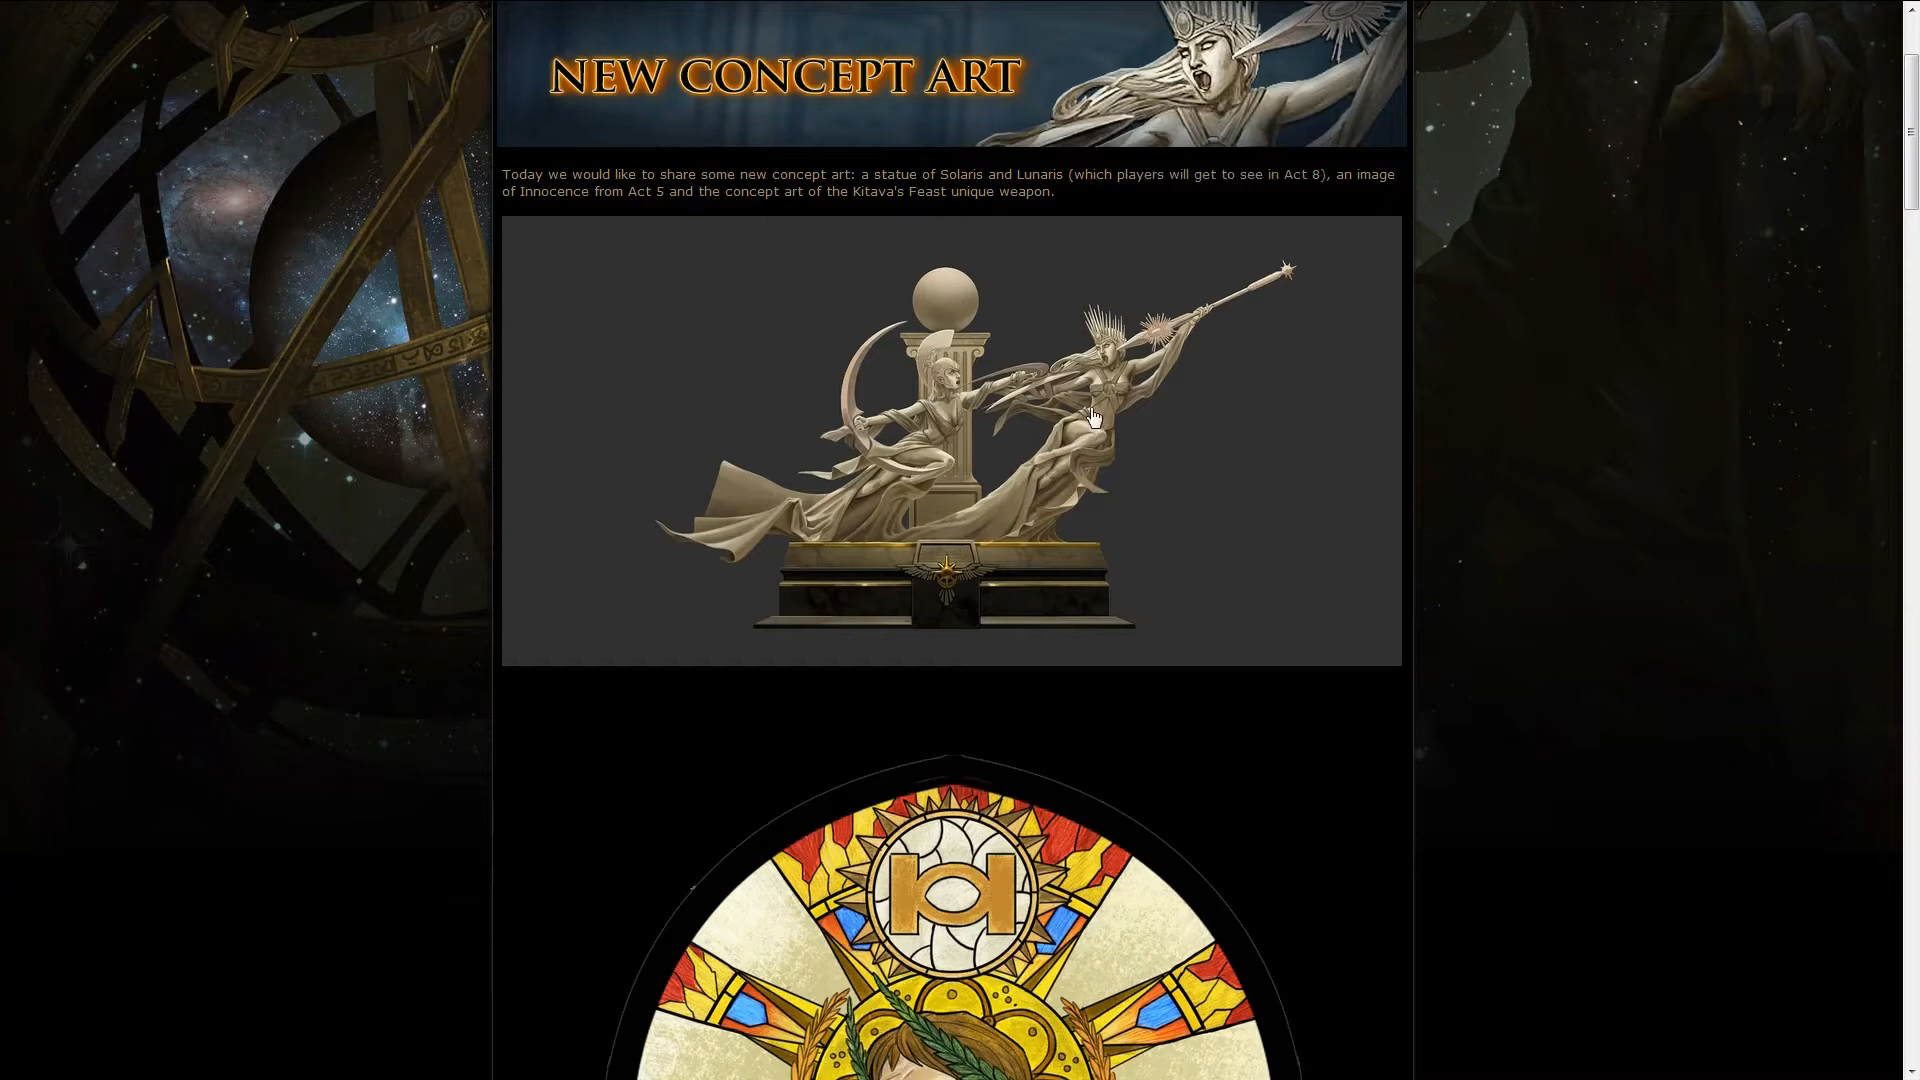 NEW CONCEPT ART
Today we would like to share some new concept art: a statue of Solaris and Lunaris (which players will get to see in Act 8), an image
of Innocence from Act 5 and the concept art of the Kitava's Feast unique weapon.